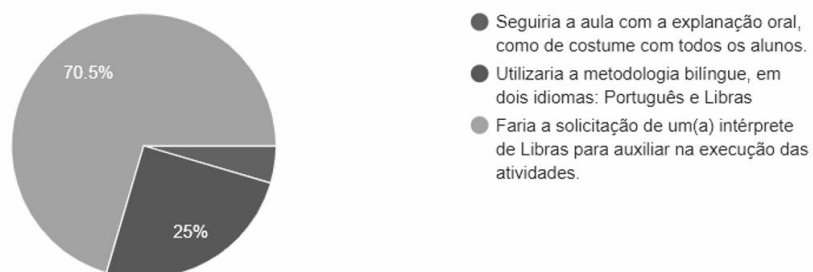 70.5%
25%
Seguiria a aula com a explanação oral,
como de costume com todos os alunos.
Utilizaria a metodologia bilíngue, em
dois idiomas: Português e Libras
Faria a solicitação de um(a) intérprete
de Libras para auxiliar na execução das
atividades.